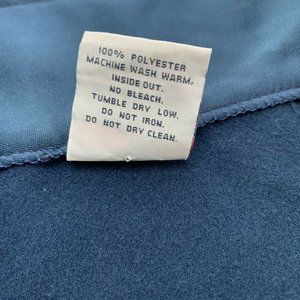 100% POLYESTER
MACHINE WASH WARM,
INSIDE OUT.
NO BLEACH.
TUMBLE DRY LOW.
DO NOT IRON.
DO NOT DRY CLEAN.